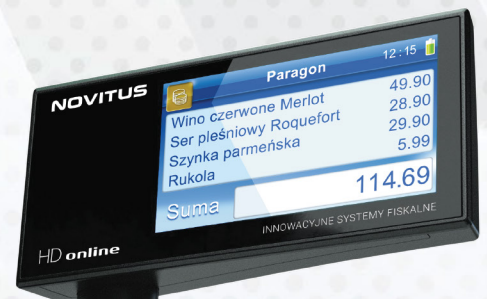 NOVITUS
Paragon 12:15
Wino czerwone Merlot 49.90
Ser pleśniowy Roquefort 28.90
Szynka parmeńska 29.90
Rukola 5.99
Suma 114.69
INNOWACYJNE SYSTEMY FISKALNE
HD online